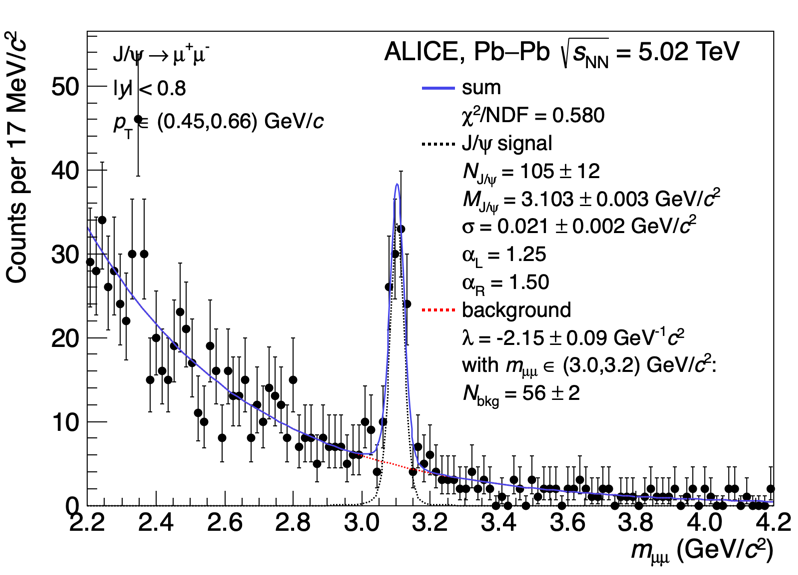 J/ψ → μ⁺μ⁻
|y| < 0.8
p_T ∈ (0.45,0.66) GeV/c
ALICE, Pb–Pb √s_NN = 5.02 TeV
sum
χ²/NDF = 0.580
J/ψ signal
N_J/ψ = 105 ± 12
M_J/ψ = 3.103 ± 0.003 GeV/c²
σ = 0.021 ± 0.002 GeV/c²
α_L = 1.25
α_R = 1.50
background
λ = -2.15 ± 0.09 GeV⁻¹c²
with m_μμ ∈ (3.0,3.2) GeV/c²:
N_bkg = 56 ± 2
Counts per 17 MeV/c²
50
40
30
20
10
0
2.2 2.4 2.6 2.8 3.0 3.2 3.4 3.6 3.8 4.0 4.2
m_μμ (GeV/c²)